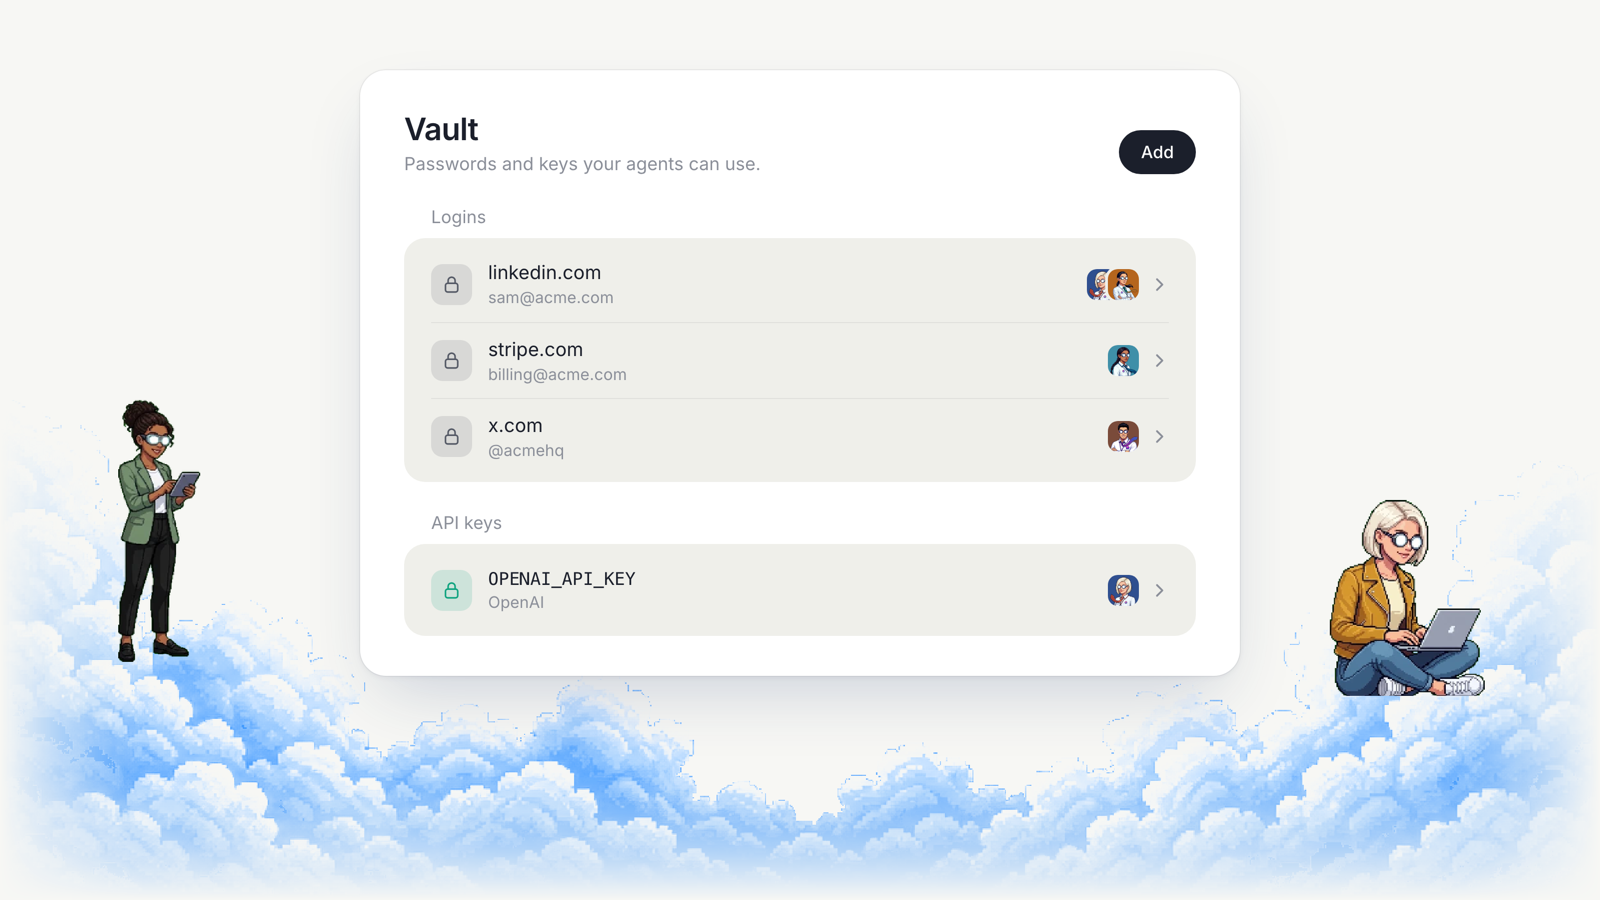 Vault
Passwords and keys your agents can use.
Add
Logins
linkedin.com
sam@acme.com
stripe.com
billing@acme.com
x.com
@acmehq
API keys
OPENAI_API_KEY
OpenAI